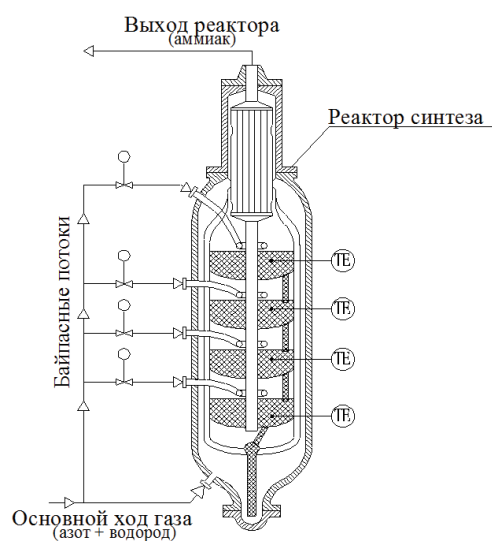 Выход реактора
(аммиак)
Реактор синтеза
Байпасные потоки
TE
TE
TE
TE
Основной ход газа
(азот + водород)